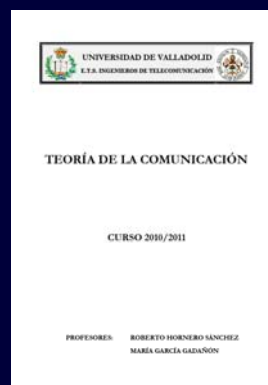 UNIVERSIDAD DE VALLADOLID
E.T.S. INGENIEROS DE TELECOMUNICACIÓN
TEORÍA DE LA COMUNICACIÓN
CURSO 2010/2011
PROFESORES: ROBERTO HORNERO SÁNCHEZ
MARÍA GARCÍA GADAÑÓN